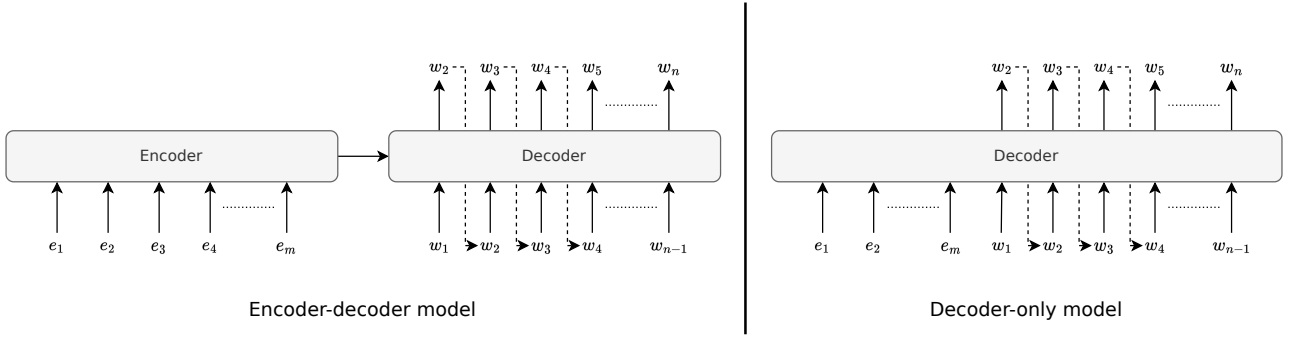 w₂ w₃ w₄ w₅ wₙ
Encoder
Decoder
e₁ e₂ e₃ e₄ eₘ
w₁ w₂ w₃ w₄ wₙ₋₁
Encoder-decoder model
w₂ w₃ w₄ w₅ wₙ
Decoder
e₁ e₂ eₘ w₁ w₂ w₃ w₄ wₙ₋₁
Decoder-only model